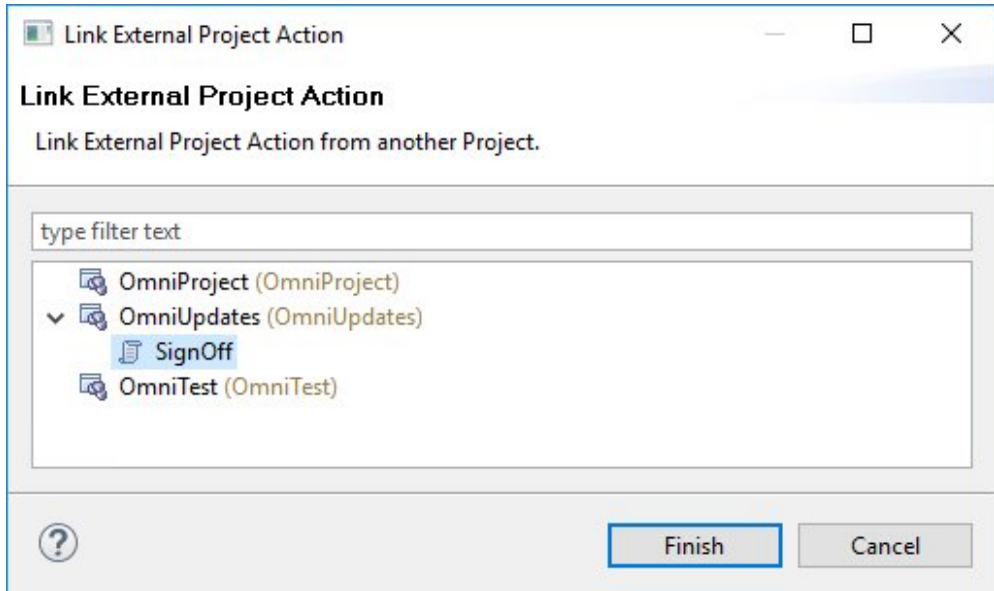 Link External Project Action
Link External Project Action
Link External Project Action from another Project.
type filter text
OmniProject (OmniProject)
OmniUpdates (OmniUpdates)
SignOff
OmniTest (OmniTest)
?
Finish Cancel